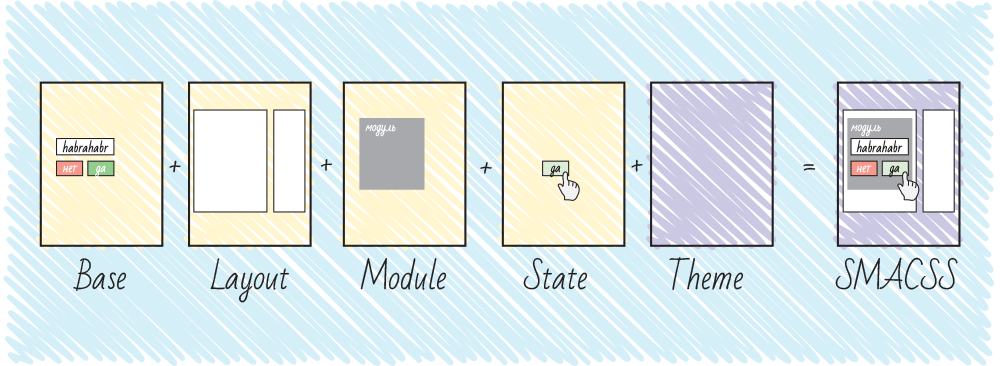 habrahabr
нет да
+
+
модуль
+
да
+
=
модуль
habrahabr
нет да
Base
Layout
Module
State
Theme
SMACSS